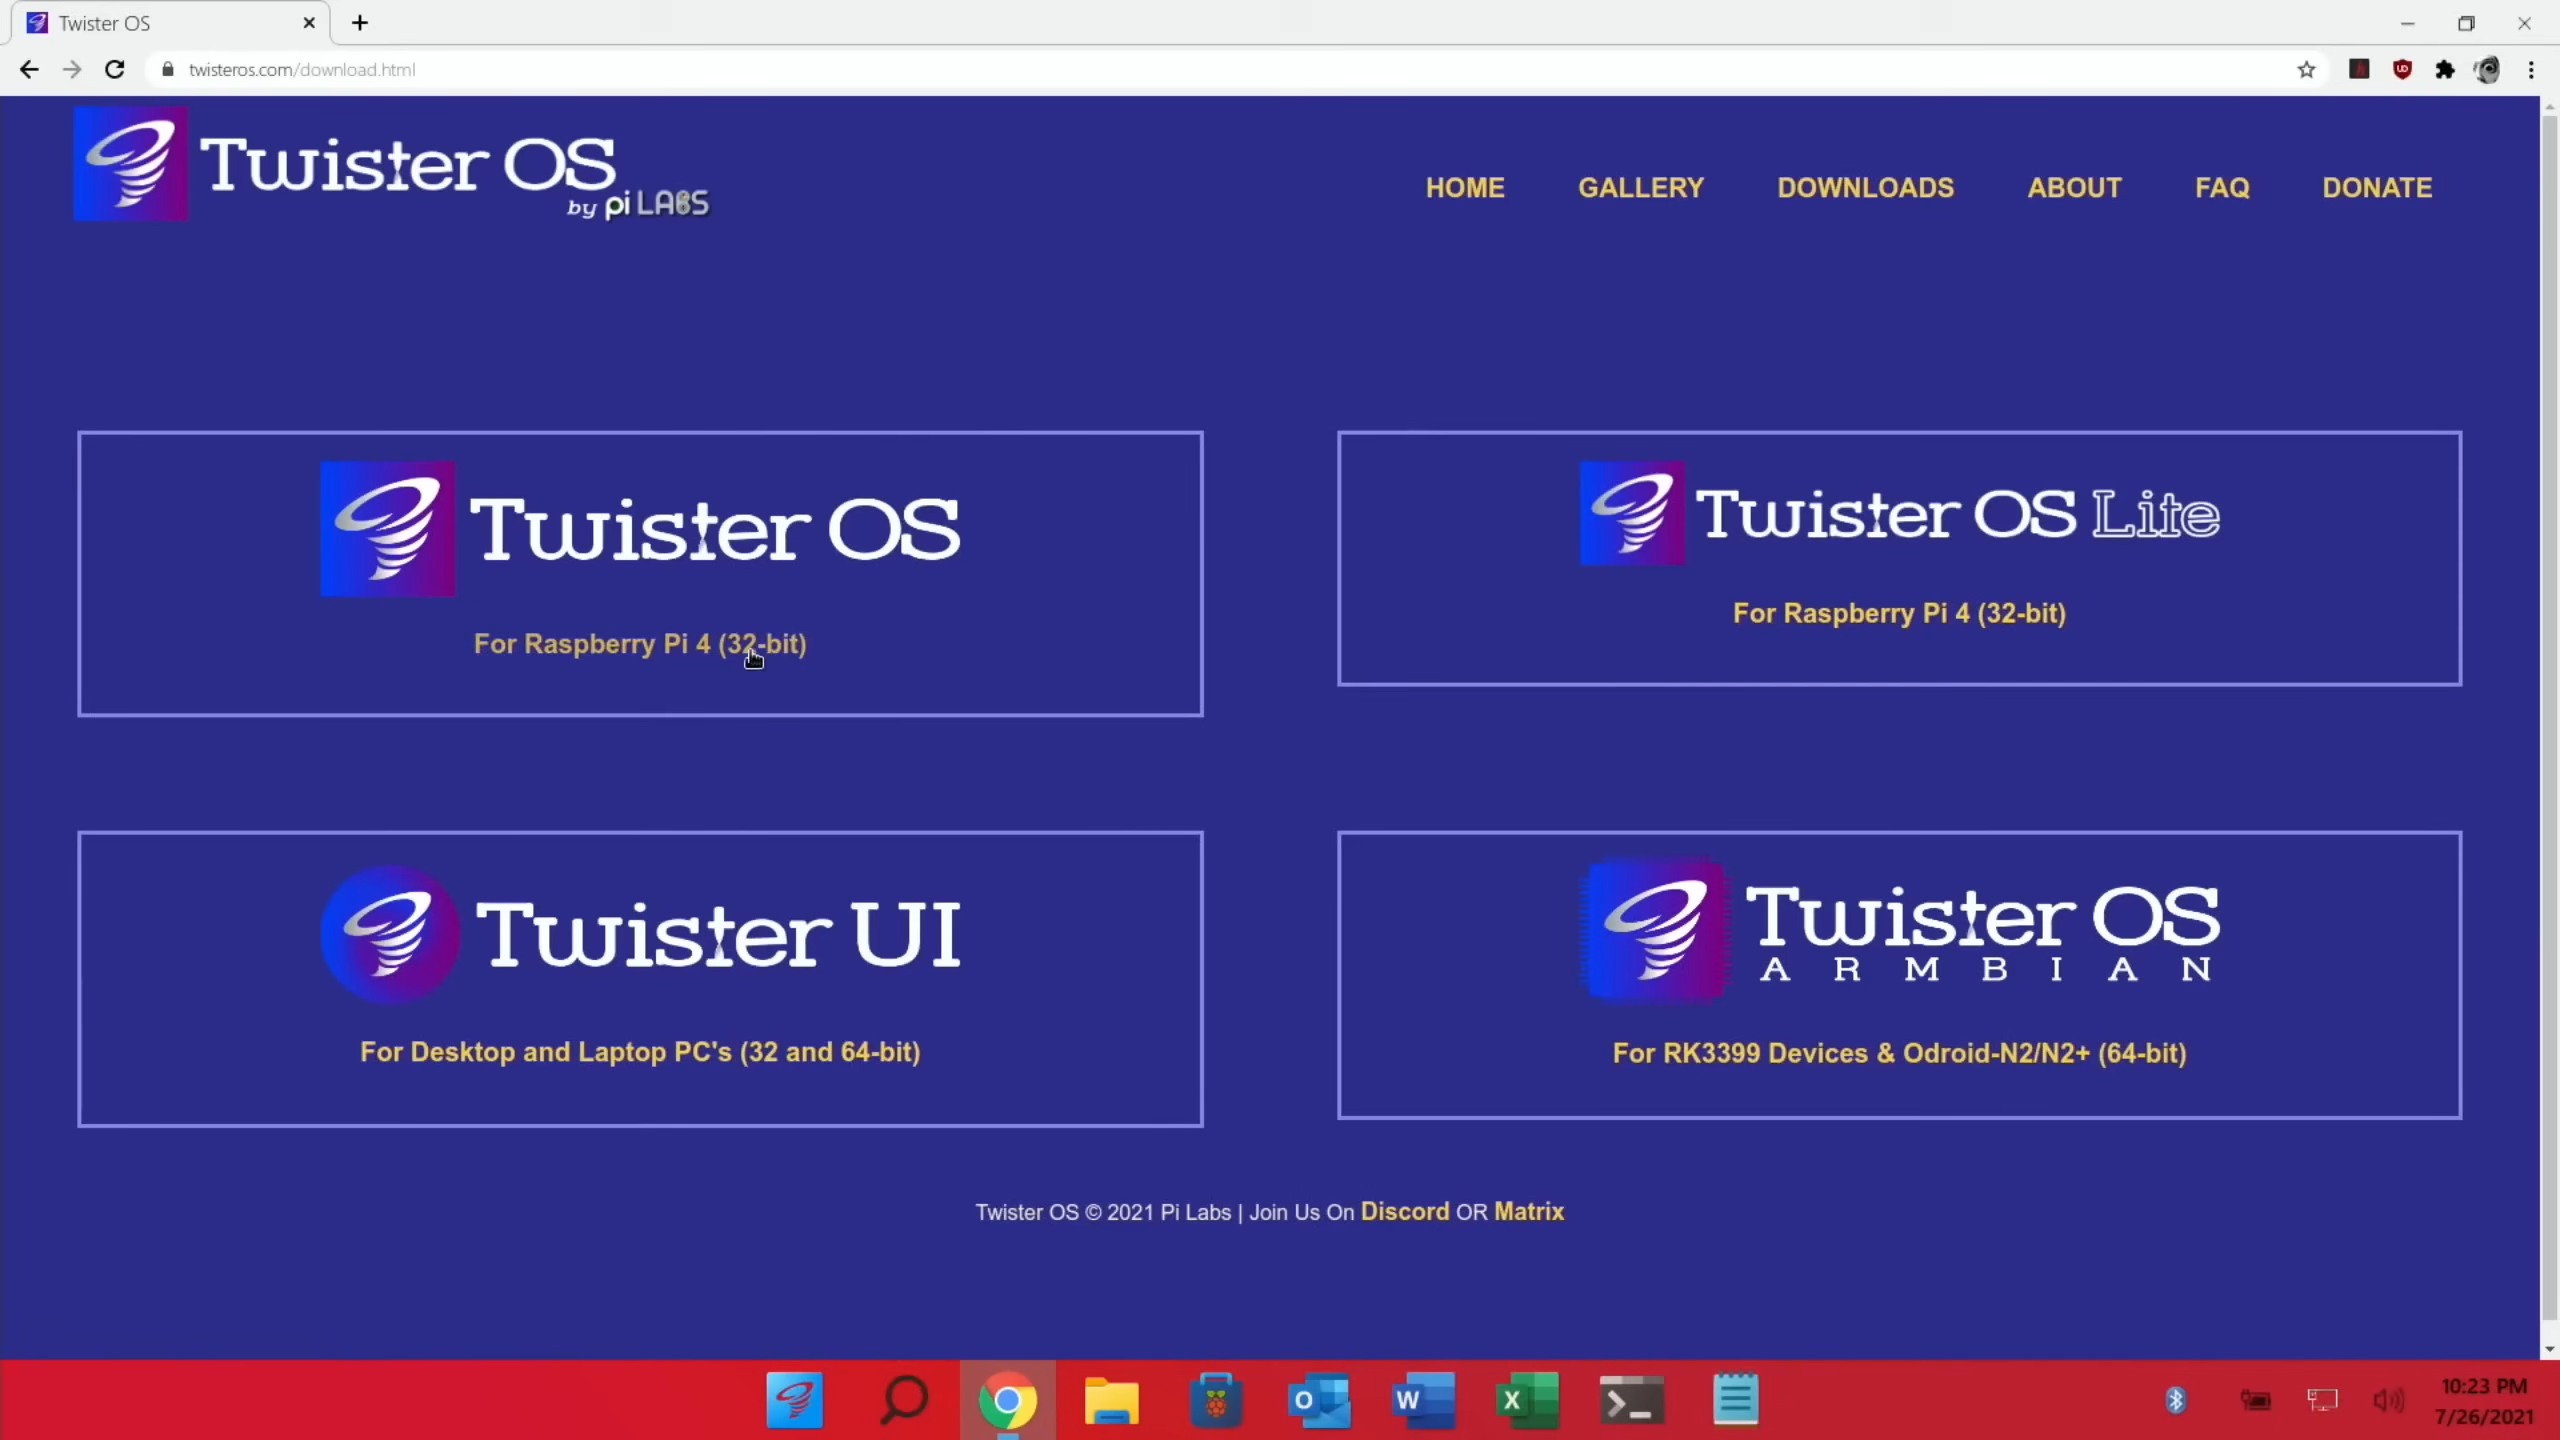 Twister OS
twisteros.com/download.html
Twister OS
by pi LABS
HOME GALLERY DOWNLOADS ABOUT FAQ DONATE
Twister OS
For Raspberry Pi 4 (32-bit)
Twister OS Lite
For Raspberry Pi 4 (32-bit)
Twister UI
For Desktop and Laptop PC's (32 and 64-bit)
Twister OS
ARMBIAN
For RK3399 Devices & Odroid-N2/N2+ (64-bit)
Twister OS © 2021 Pi Labs | Join Us On Discord OR Matrix
O
W
X
10:23 PM
7/26/2021